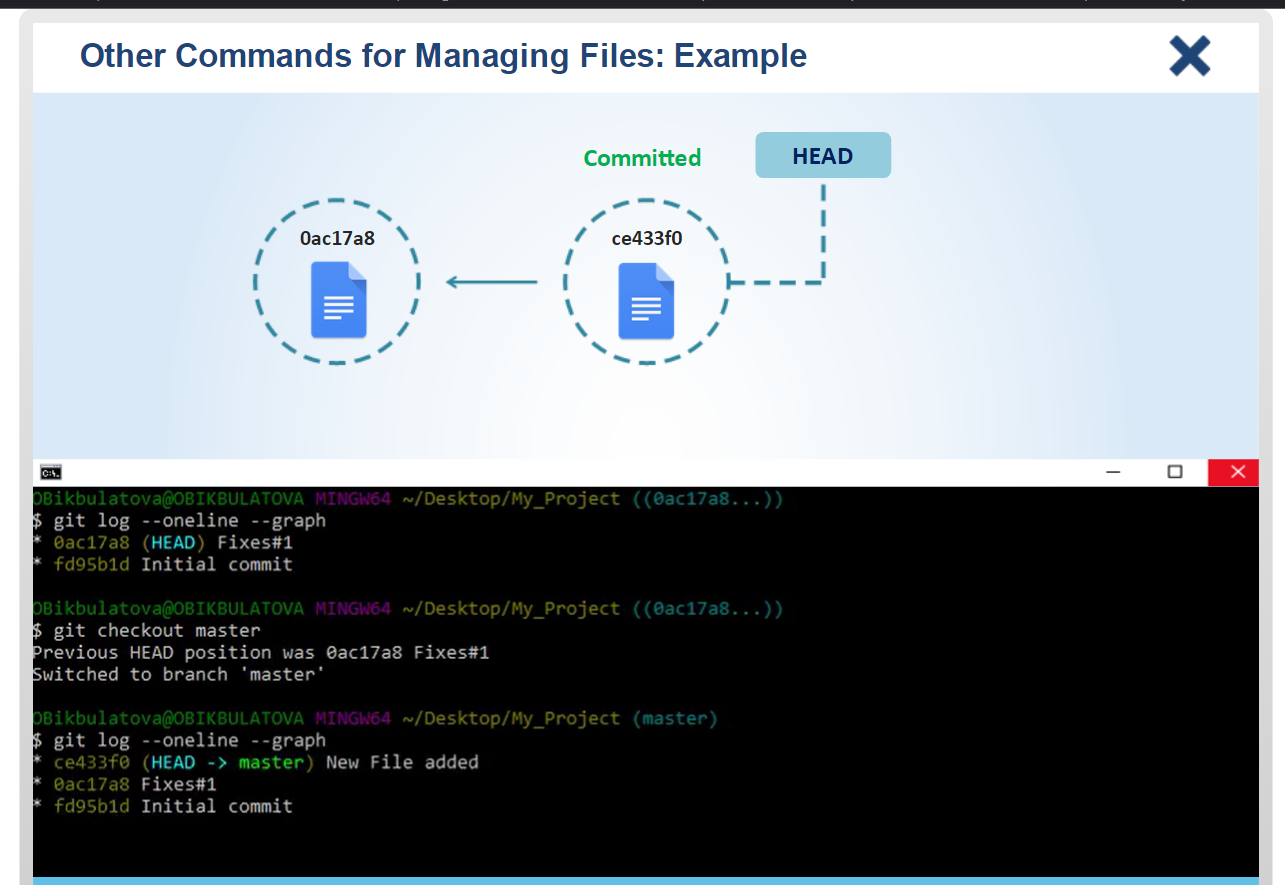 Other Commands for Managing Files: Example
Committed
HEAD
0ac17a8
ce433f0
OBikbulatova@OBIKBULATOVA MINGW64 ~/Desktop/My_Project ((0ac17a8...))
$ git log --oneline --graph
* 0ac17a8 (HEAD) Fixes#1
* fd95b1d Initial commit
OBikbulatova@OBIKBULATOVA MINGW64 ~/Desktop/My_Project ((0ac17a8...))
$ git checkout master
Previous HEAD position was 0ac17a8 Fixes#1
Switched to branch 'master'
OBikbulatova@OBIKBULATOVA MINGW64 ~/Desktop/My_Project (master)
$ git log --oneline --graph
* ce433f0 (HEAD -> master) New File added
* 0ac17a8 Fixes#1
* fd95b1d Initial commit